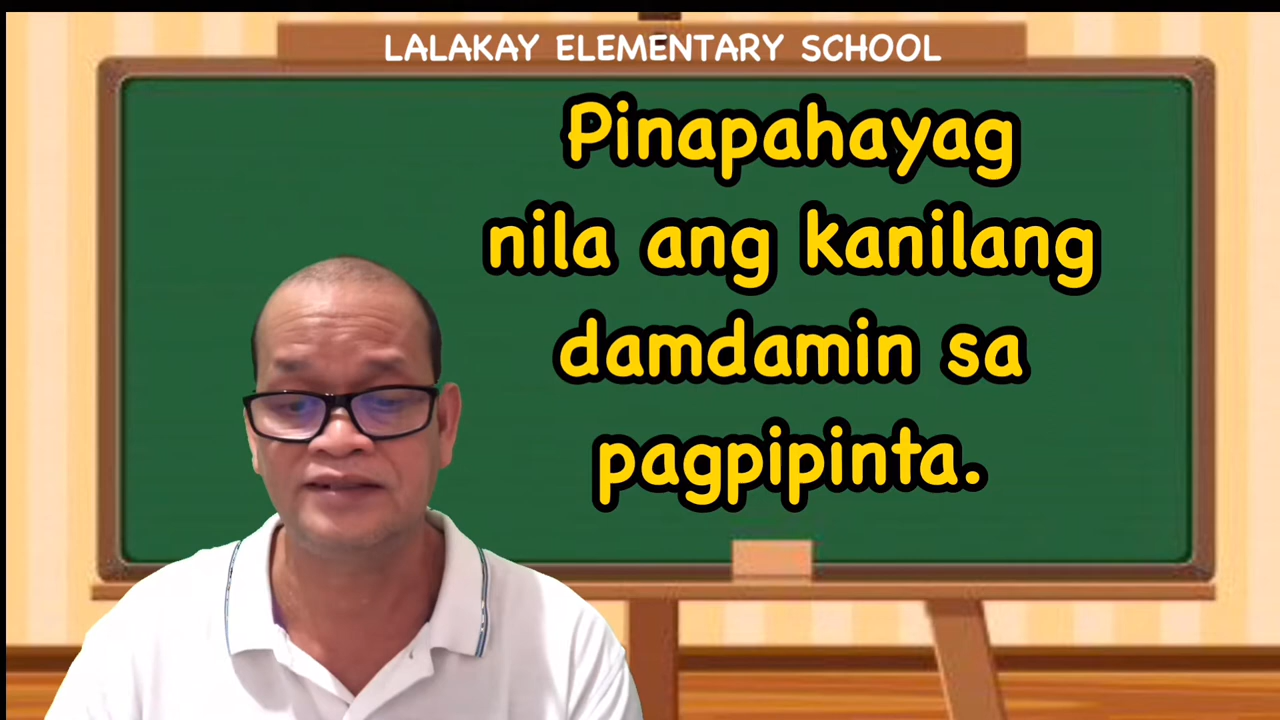 LALAKAY ELEMENTARY SCHOOL
Pinapahayag
nila ang kanilang
damdamin sa
pagpipinta.